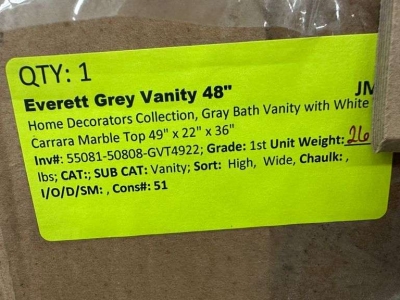 QTY: 1
Everett Grey Vanity 48" JM
Home Decorators Collection, Gray Bath Vanity with White
Carrara Marble Top 49" x 22" x 36"
Inv#: 55081-50808-GVT4922; Grade: 1st Unit Weight: 26
lbs; CAT:; SUB CAT: Vanity; Sort: High, Wide, Chaulk: ,
I/O/D/SM: , Cons#: 51